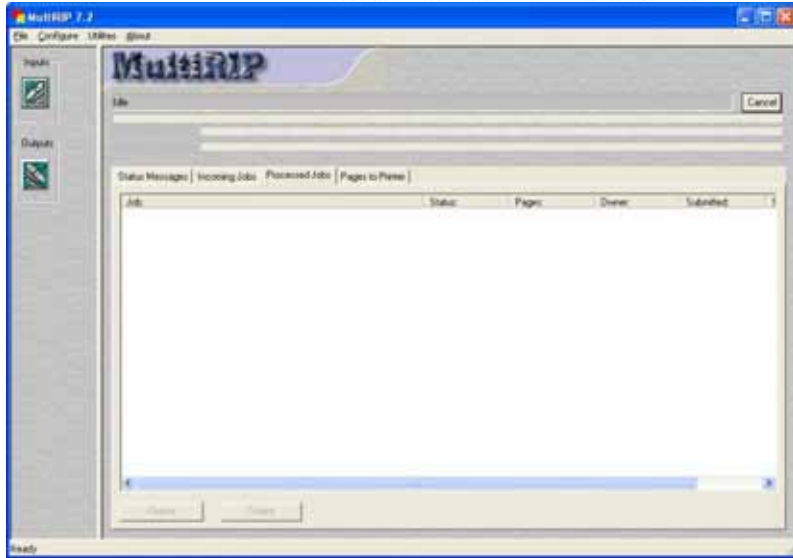 MultiRIP 7.2
File Configure Utilities About
Inputs
MultiRIP
Idle
Cancel
Outputs
Status Messages Incoming Jobs Processed Jobs Pages to Printer
Job: Status: Pages: Owner: Submitted:
Delete
Ready